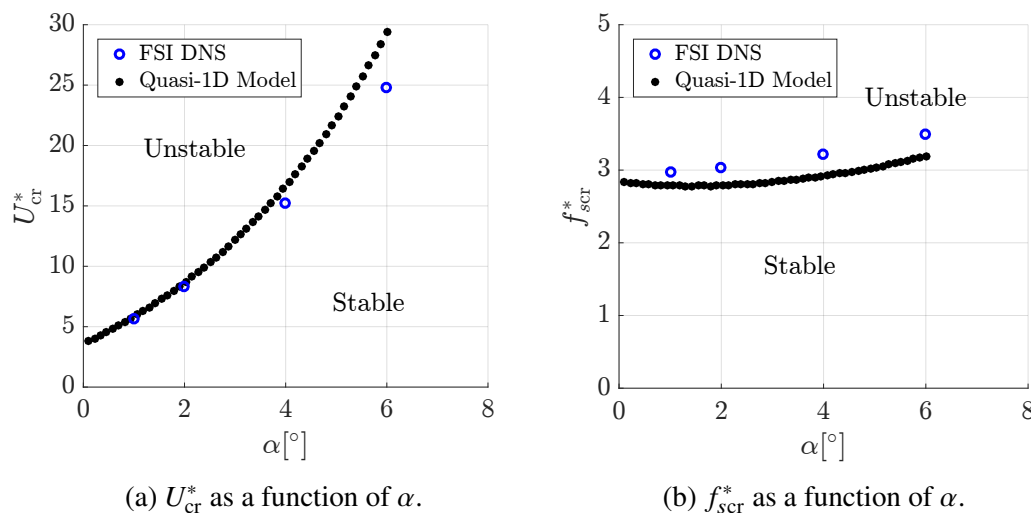 30
25
20
15
10
5
0
U*cr
FSI DNS
Quasi-1D Model
Unstable
Stable
0 2 4 6 8
α[°]
(a) U*cr as a function of α.
5
4
3
2
1
0
f*scr
FSI DNS
Quasi-1D Model
Unstable
Stable
0 2 4 6 8
α[°]
(b) f*scr as a function of α.